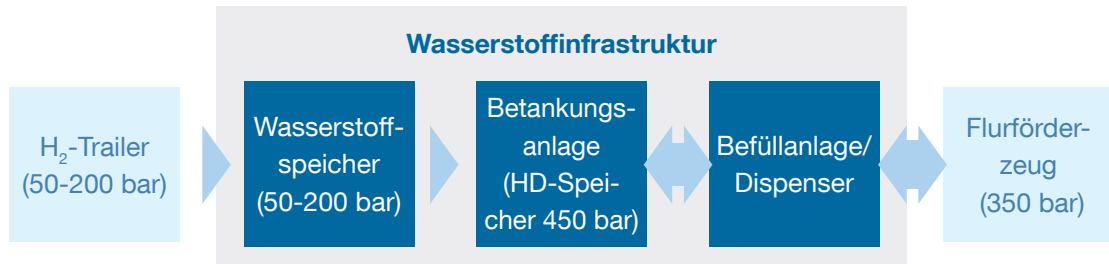 Wasserstoffinfrastruktur
H₂-Trailer
(50-200 bar)
Wasserstoff-
speicher
(50-200 bar)
Betankungs-
anlage
(HD-Spei-
cher 450 bar)
Befüllanlage/
Dispenser
Flurförder-
zeug
(350 bar)